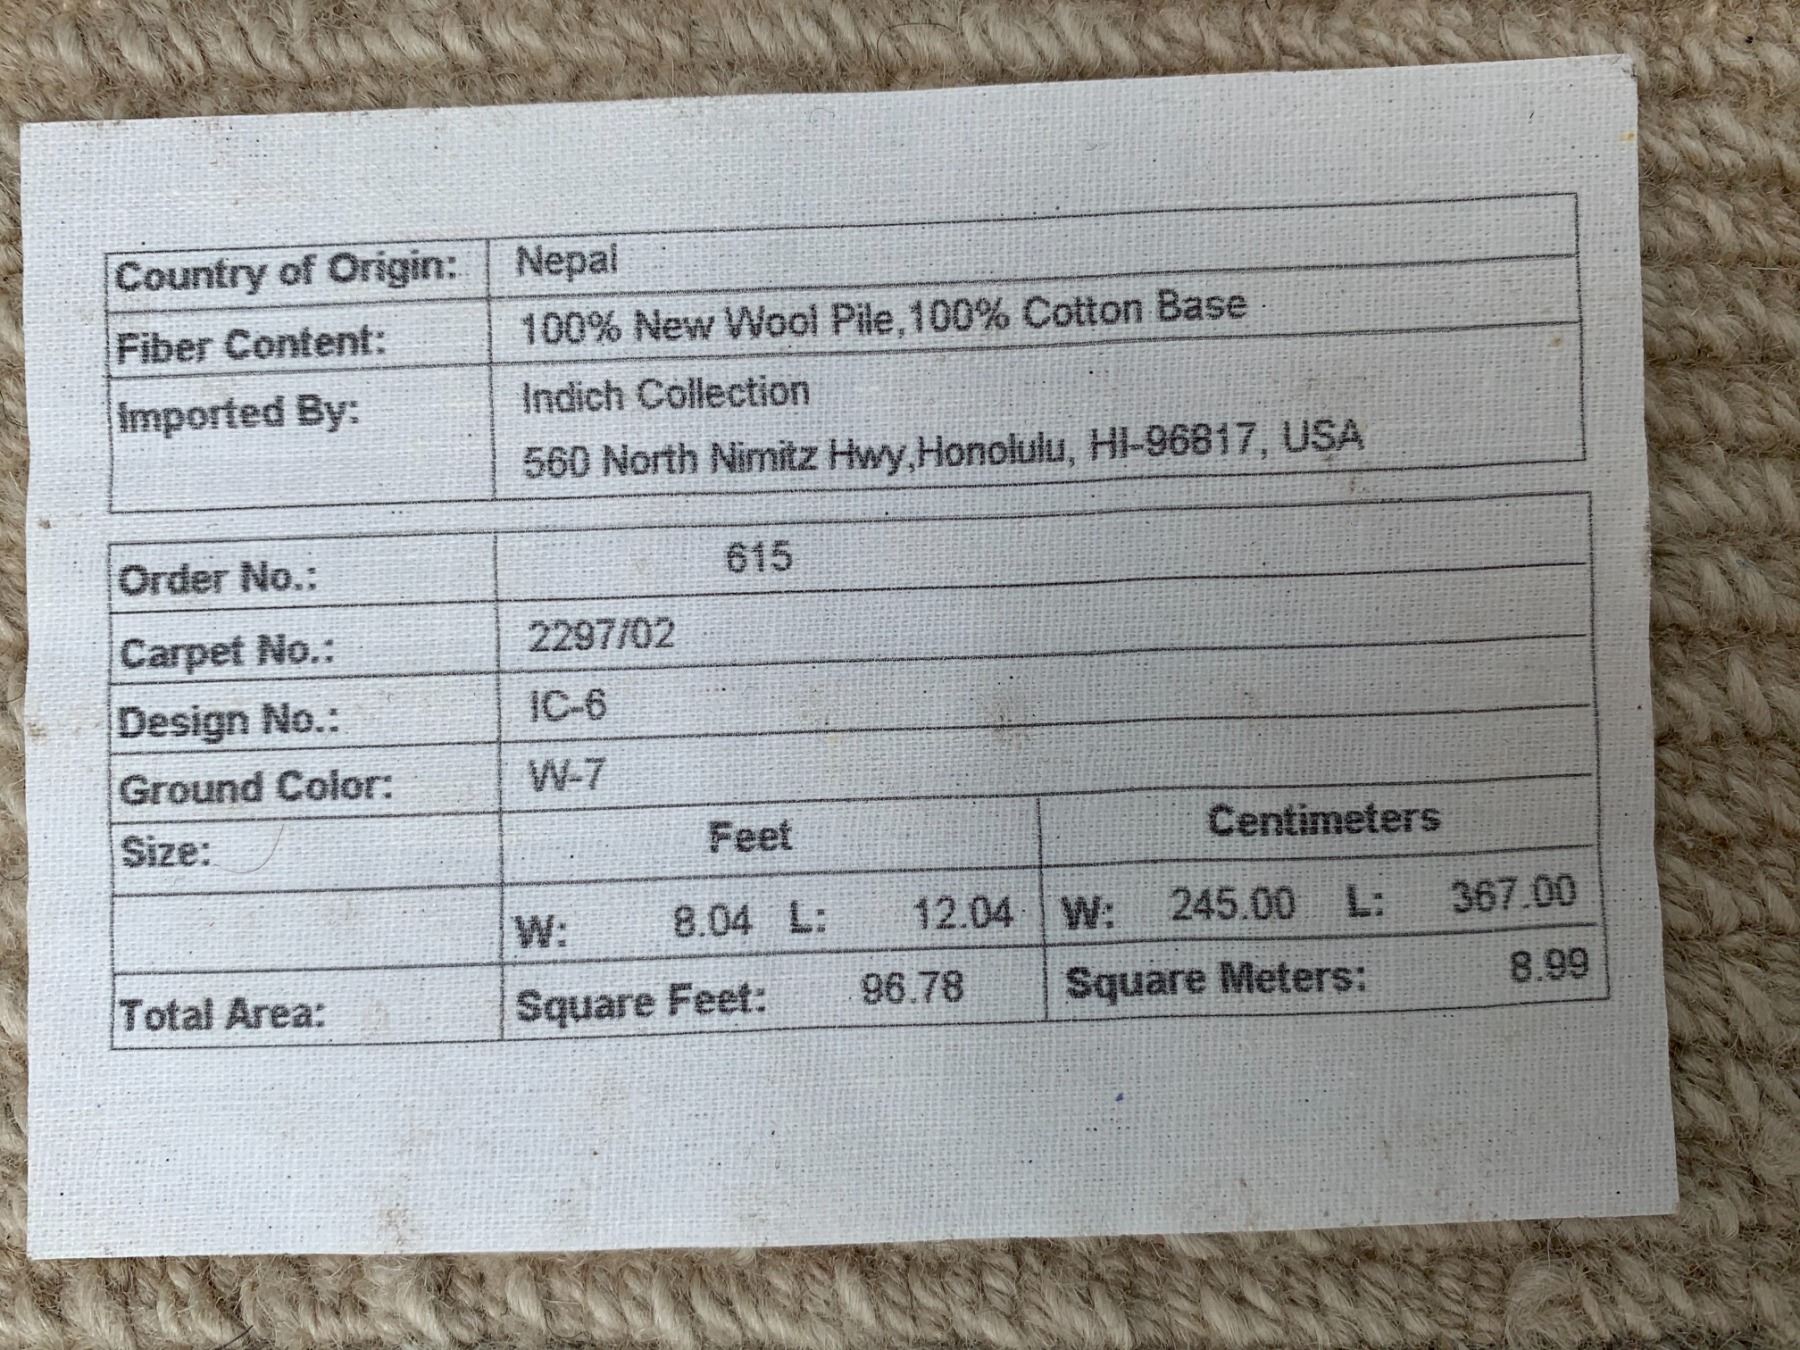 Country of Origin: Nepal
Fiber Content: 100% New Wool Pile,100% Cotton Base
Imported By: Indich Collection
560 North Nimitz Hwy,Honolulu, HI-96817, USA
Order No.: 615
Carpet No.: 2297/02
Design No.: IC-6
Ground Color: W-7
Size: Feet Centimeters
W: 8.04 L: 12.04 W: 245.00 L: 367.00
Total Area: Square Feet: 96.78 Square Meters: 8.99